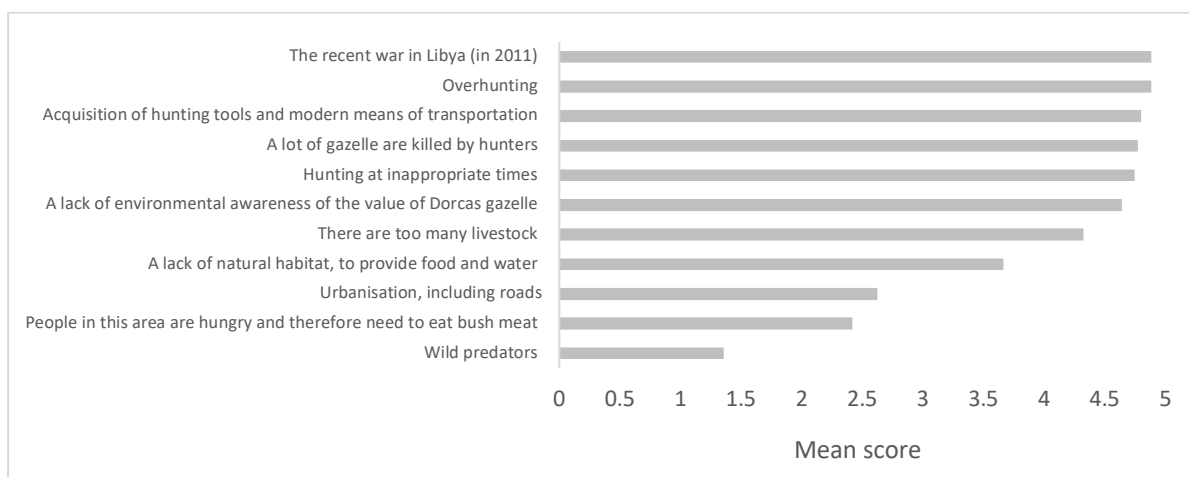 The recent war in Libya (in 2011)
Overhunting
Acquisition of hunting tools and modern means of transportation
A lot of gazelle are killed by hunters
Hunting at inappropriate times
A lack of environmental awareness of the value of Dorcas gazelle
There are too many livestock
A lack of natural habitat, to provide food and water
Urbanisation, including roads
People in this area are hungry and therefore need to eat bush meat
Wild predators
0 0.5 1 1.5 2 2.5 3 3.5 4 4.5 5
Mean score